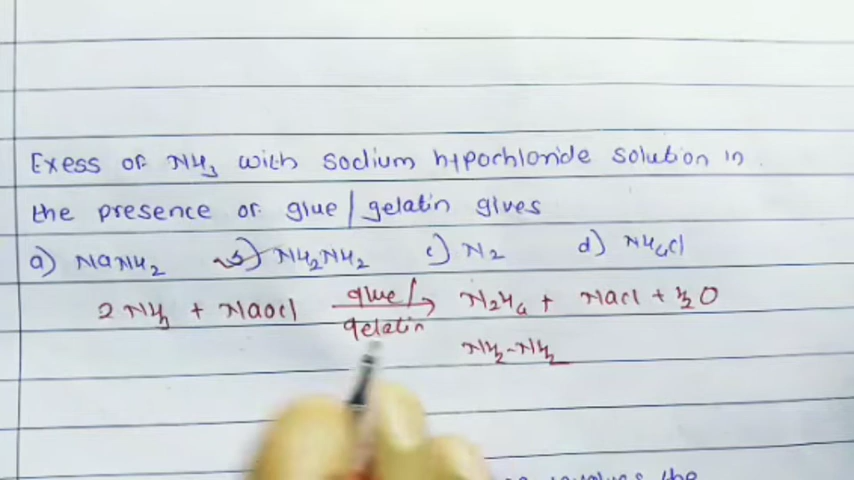 Exess of NH₃ with sodium hypochloride solution in
the presence of glue/gelatin gives
a) NaNH₂ b) NH₂NH₂ c) N₂ d) NH₄Cl
2NH₃ + NaOCl glue/gelatin → N₂H₄ + NaCl + H₂O
NH₂-NH₂
the